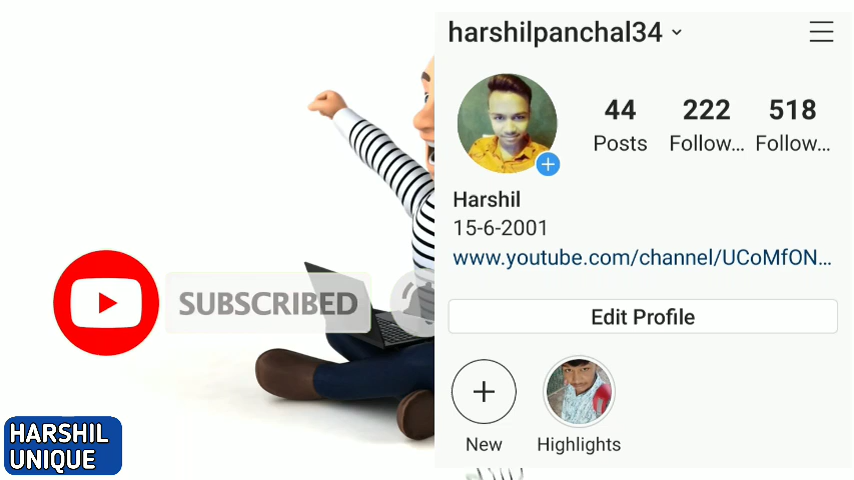 harshilpanchal34
44 222 518
Posts Follow... Follow...
Harshil
15-6-2001
www.youtube.com/channel/UCoMfON...
Edit Profile
New Highlights
SUBSCRIBED
HARSHIL
UNIQUE